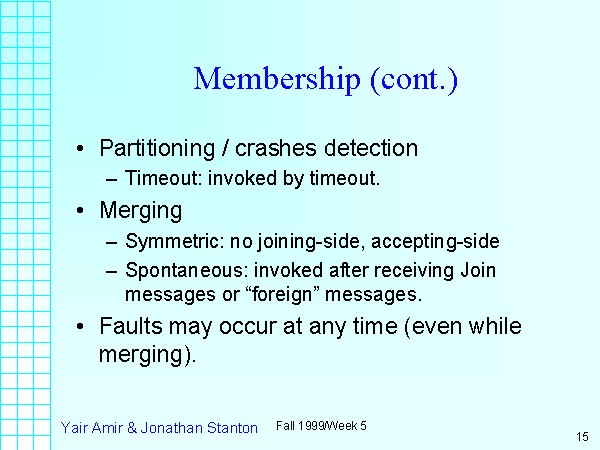 Membership (cont.)
• Partitioning / crashes detection
– Timeout: invoked by timeout.
• Merging
– Symmetric: no joining-side, accepting-side
– Spontaneous: invoked after receiving Join
messages or “foreign” messages.
• Faults may occur at any time (even while
merging).
Yair Amir & Jonathan Stanton Fall 1999/Week 5
15